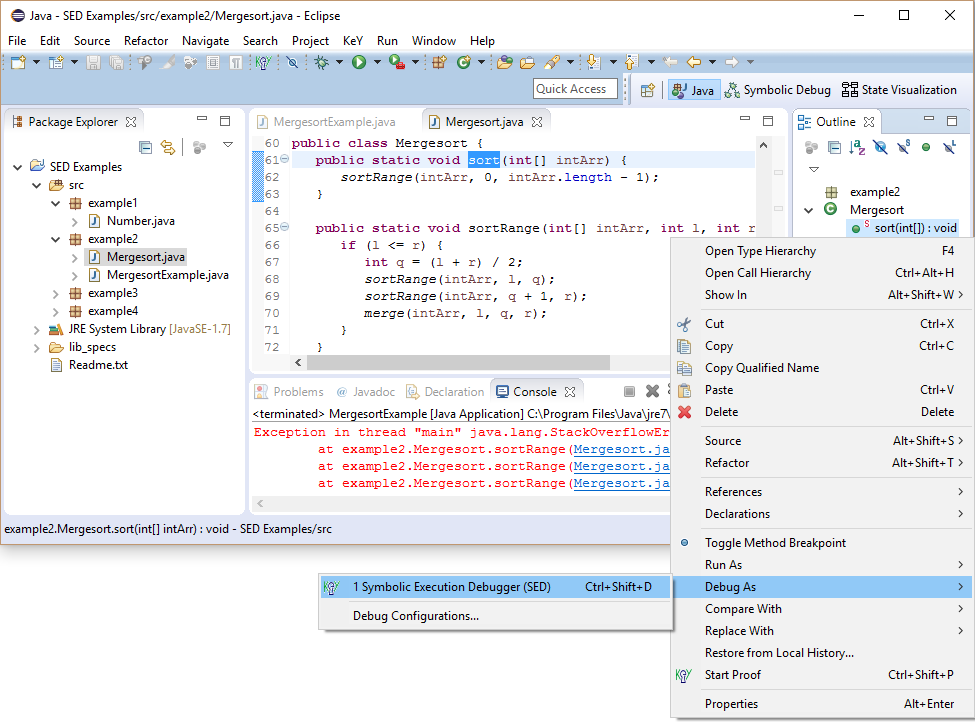 Java - SED Examples/src/example2/Mergesort.java - Eclipse
File Edit Source Refactor Navigate Search Project KeY Run Window Help
Quick Access Java Symbolic Debug State Visualization
Package Explorer
SED Examples
src
example1
Number.java
example2
Mergesort.java
MergesortExample.java
example3
example4
JRE System Library [JavaSE-1.7]
lib_specs
Readme.txt
MergesortExample.java Mergesort.java
60 public class Mergesort {
61 public static void sort(int[] intArr) {
62 sortRange(intArr, 0, intArr.length - 1);
63 }
64
65 public static void sortRange(int[] intArr, int l, int r
66 if (l <= r) {
67 int q = (l + r) / 2;
68 sortRange(intArr, l, q);
69 sortRange(intArr, q + 1, r);
70 merge(intArr, l, q, r);
71 }
72 }
Outline
example2
Mergesort
S sort(int[]) : void
Problems Javadoc Declaration Console
<terminated> MergesortExample [Java Application] C:\Program Files\Java\jre7\
Exception in thread "main" java.lang.StackOverflowEr
at example2.Mergesort.sortRange(Mergesort.ja
at example2.Mergesort.sortRange(Mergesort.ja
at example2.Mergesort.sortRange(Mergesort.ja
example2.Mergesort.sort(int[] intArr) : void - SED Examples/src
Open Type Hierarchy F4
Open Call Hierarchy Ctrl+Alt+H
Show In Alt+Shift+W >
Cut Ctrl+X
Copy Ctrl+C
Copy Qualified Name
Paste Ctrl+V
Delete Delete
Source Alt+Shift+S >
Refactor Alt+Shift+T >
References >
Declarations >
Toggle Method Breakpoint
Run As >
Debug As >
Compare With >
Replace With >
Restore from Local History...
KeY Start Proof Ctrl+Shift+P
Properties Alt+Enter
KeY 1 Symbolic Execution Debugger (SED) Ctrl+Shift+D
Debug Configurations...